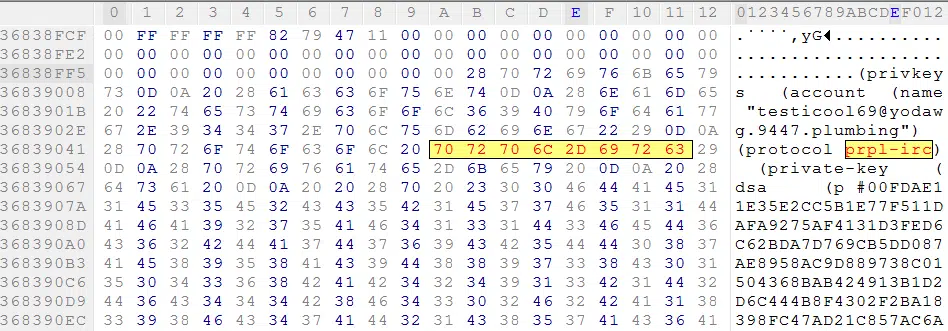 0 1 2 3 4 5 6 7 8 9 A B C D E F 10 11 12 0123456789ABCDEF012
36838FCF 00 FF FF FF FF 82 79 47 11 00 00 00 00 00 00 00 00 00 00 .````,yG◄..........
36838FE2 00 00 00 00 00 00 00 00 00 00 00 00 00 00 00 00 00 00 00 ...................
36838FF5 00 00 00 00 00 00 00 00 00 00 00 28 70 72 69 76 6B 65 79 ...........(privkey
36839008 73 0D 0A 20 28 61 63 63 6F 75 6E 74 0D 0A 28 6E 61 6D 65 s (account (name
3683901B 20 22 74 65 73 74 69 63 6F 6F 6C 36 39 40 79 6F 64 61 77 "testicool69@yodaw
3683902E 67 2E 39 34 34 37 2E 70 6C 75 6D 62 69 6E 67 22 29 0D 0A g.9447.plumbing")
36839041 28 70 72 6F 74 6F 63 6F 6C 20 70 72 70 6C 2D 69 72 63 29 (protocol prpl-irc)
36839054 0D 0A 28 70 72 69 76 61 74 65 2D 6B 65 79 20 0D 0A 20 28 (private-key (
36839067 64 73 61 20 0D 0A 20 20 28 70 20 23 30 30 46 44 41 45 31 dsa (p #00FDAE1
3683907A 31 45 33 35 45 32 43 43 35 42 31 45 37 37 46 35 31 31 44 1E35E2CC5B1E77F511D
3683908D 41 46 41 39 32 37 35 41 46 34 31 33 31 44 33 46 45 44 36 AFA9275AF4131D3FED6
368390A0 43 36 32 42 44 41 37 44 37 36 39 43 42 35 44 44 30 38 37 C62BDA7D769CB5DD087
368390B3 41 45 38 39 35 38 41 43 39 44 38 38 39 37 33 38 43 30 31 AE8958AC9D889738C01
368390C6 35 30 34 33 36 38 42 41 42 34 32 34 39 31 33 42 31 44 32 504368BAB424913B1D2
368390D9 44 36 43 34 34 34 42 38 46 34 33 30 32 46 32 42 41 31 38 D6C444B8F4302F2BA18
368390EC 33 39 38 46 43 34 37 41 44 32 31 43 38 35 37 41 43 36 41 398FC47AD21C857AC6A